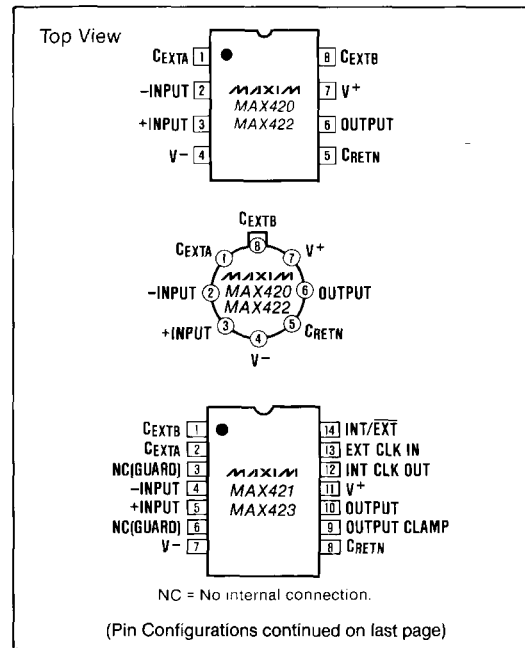 Top View
CEXTA 1 8 CEXTB
-INPUT 2 MAXIM 7 V+
+INPUT 3 MAX420 6 OUTPUT
MAX422
V- 4 5 CRETN
CEXTB
8
CEXTA 1 7 V+
MAXIM
-INPUT 2 MAX420 6 OUTPUT
MAX422
+INPUT 3 5 CRETN
4
V-
CEXTB 1 14 INT/EXT
CEXTA 2 13 EXT CLK IN
NC(GUARD) 3 MAXIM 12 INT CLK OUT
-INPUT 4 MAX421 11 V+
+INPUT 5 MAX423 10 OUTPUT
NC(GUARD) 6 9 OUTPUT CLAMP
V- 7 8 CRETN
NC = No internal connection.
(Pin Configurations continued on last page)